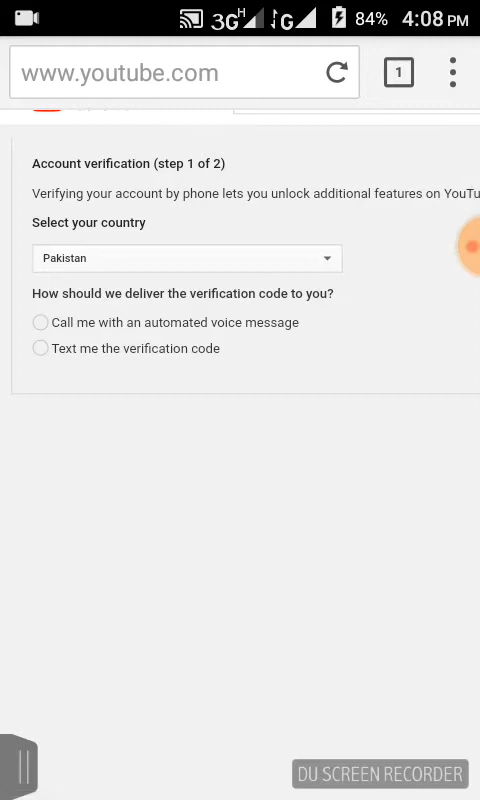 3G H G 84% 4:08 PM
www.youtube.com 1
Account verification (step 1 of 2)
Verifying your account by phone lets you unlock additional features on YouTu
Select your country
Pakistan
How should we deliver the verification code to you?
Call me with an automated voice message
Text me the verification code
DU SCREEN RECORDER